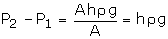 P₂ − P₁ = Ahρg/A = hρg